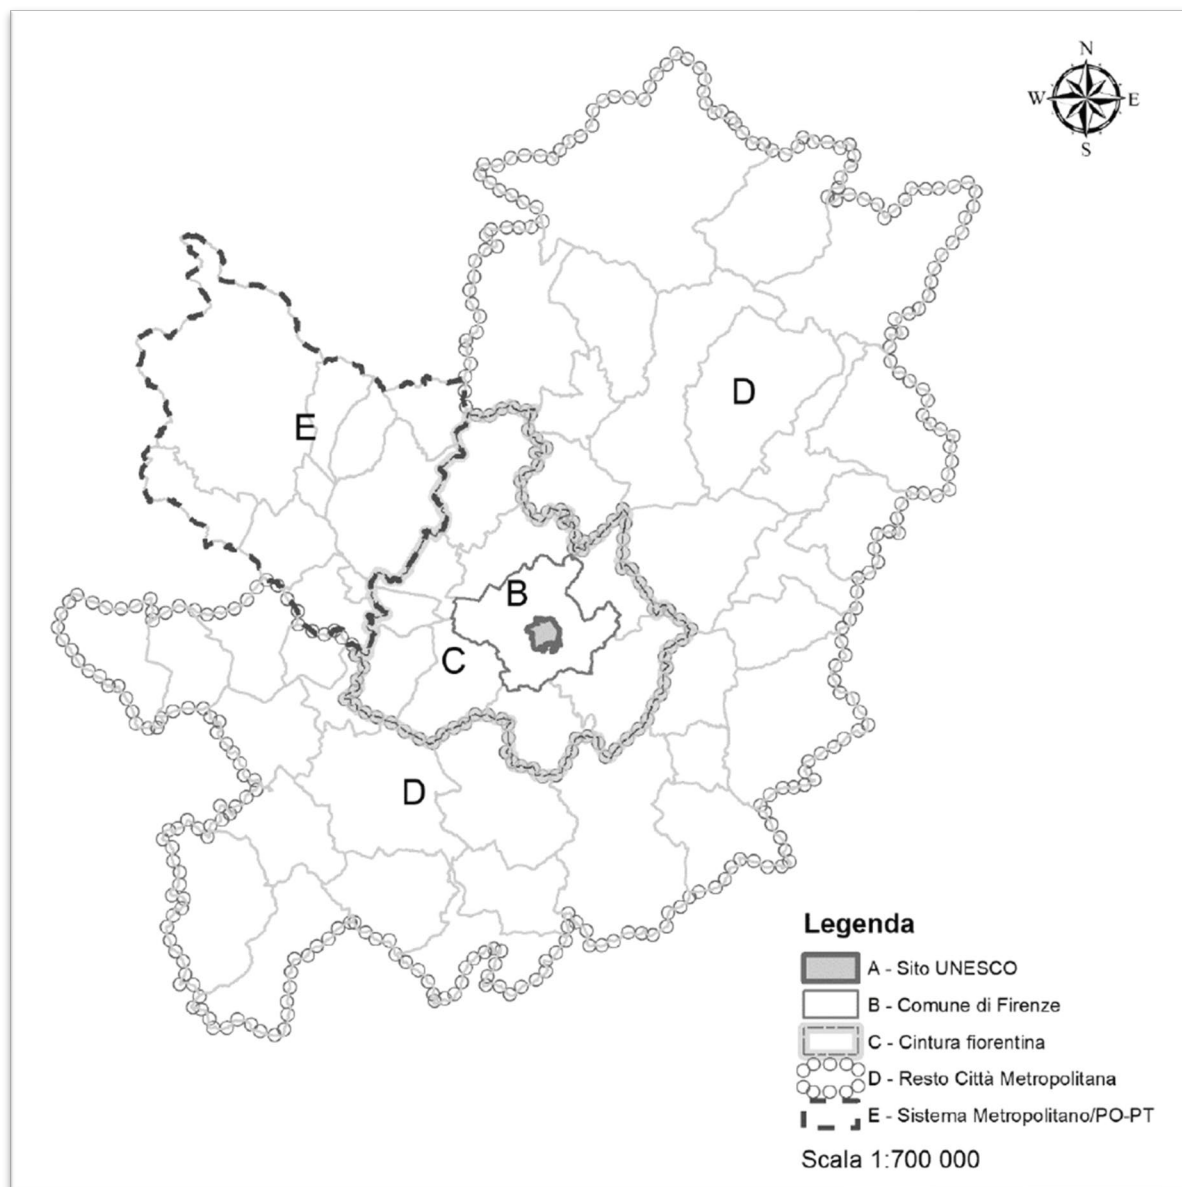 N
W E
S
D
E
B
C
D
Legenda
A - Sito UNESCO
B - Comune di Firenze
C - Cintura fiorentina
D - Resto Città Metropolitana
E - Sistema Metropolitano/PO-PT
Scala 1:700 000